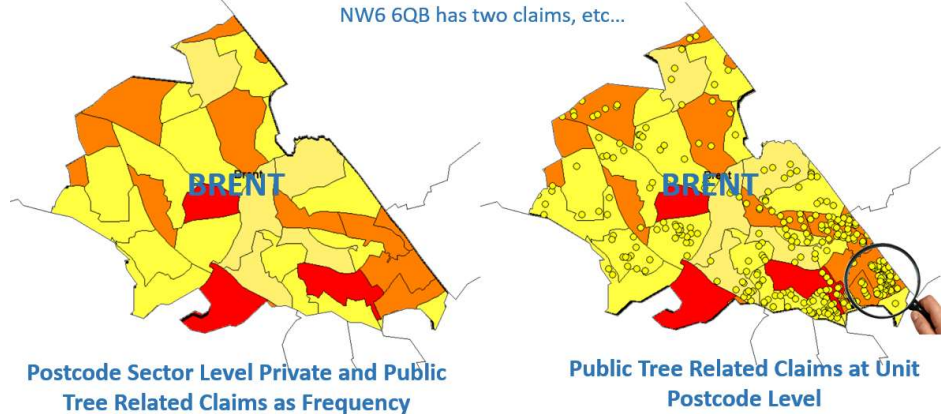 NW6 6QB has two claims, etc...
Brent
BRENT
Brent
BRENT
Postcode Sector Level Private and Public
Tree Related Claims as Frequency
Public Tree Related Claims at Unit
Postcode Level